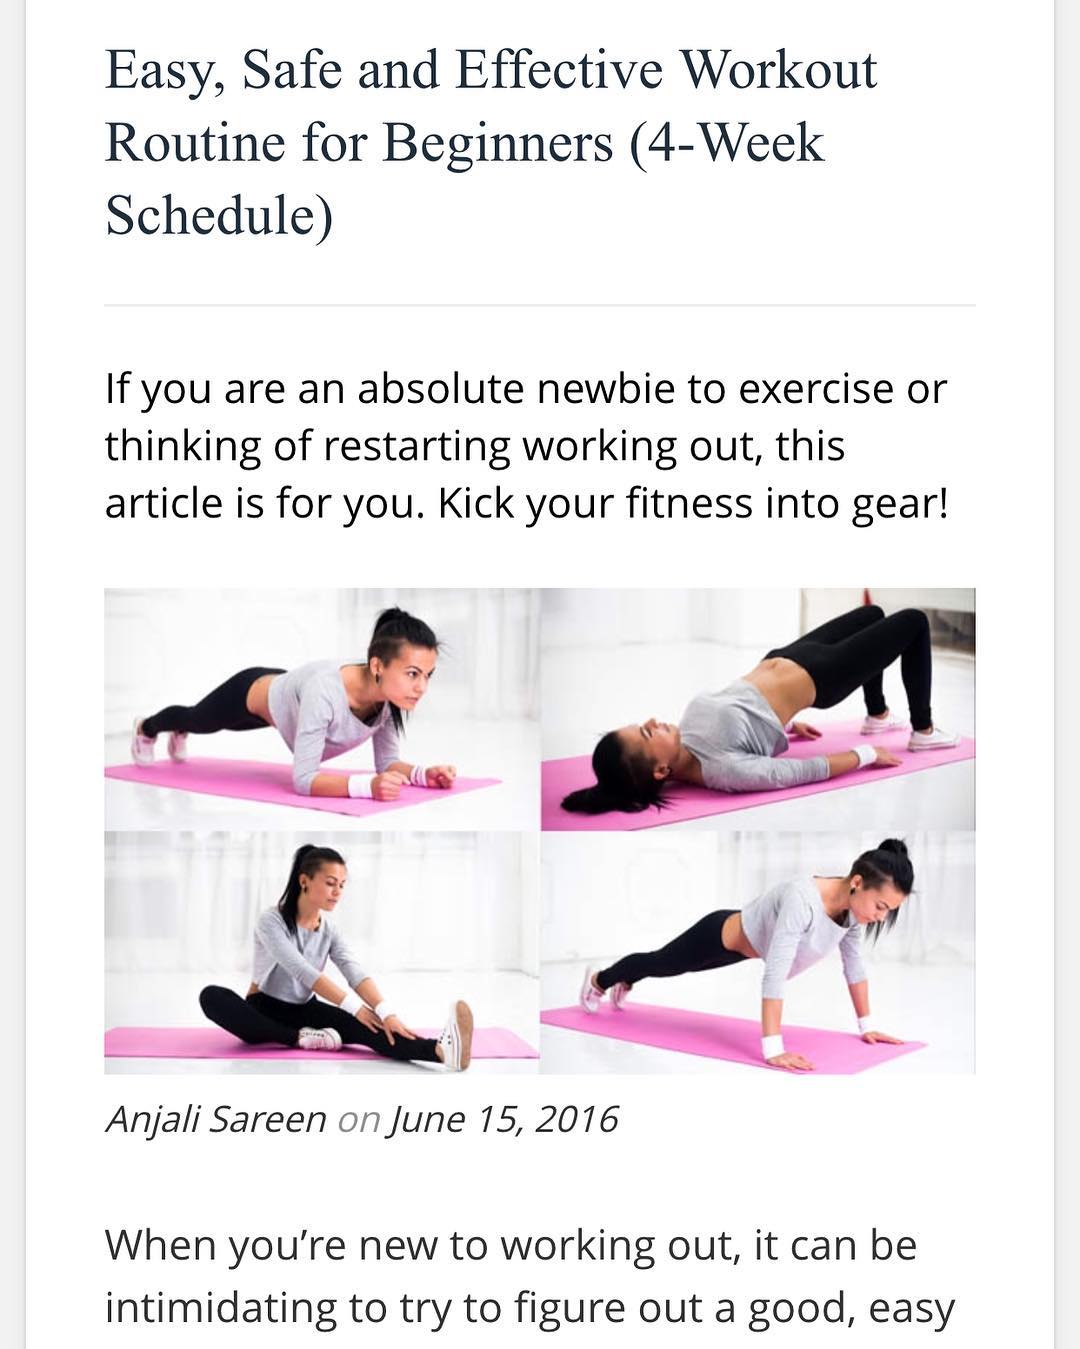 Easy, Safe and Effective Workout
Routine for Beginners (4-Week
Schedule)
If you are an absolute newbie to exercise or
thinking of restarting working out, this
article is for you. Kick your fitness into gear!
Anjali Sareen on June 15, 2016
When you’re new to working out, it can be
intimidating to try to figure out a good, easy